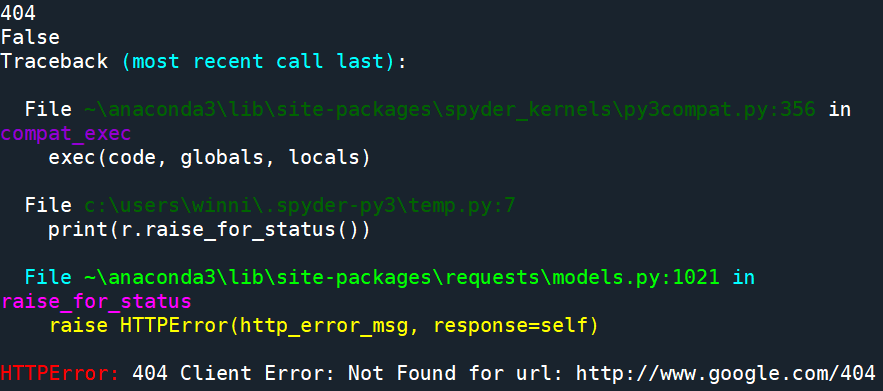 404
False
Traceback (most recent call last):
File ~\anaconda3\lib\site-packages\spyder_kernels\py3compat.py:356 in
compat_exec
exec(code, globals, locals)
File c:\users\winni\.spyder-py3\temp.py:7
print(r.raise_for_status())
File ~\anaconda3\lib\site-packages\requests\models.py:1021 in
raise_for_status
raise HTTPError(http_error_msg, response=self)
HTTPError: 404 Client Error: Not Found for url: http://www.google.com/404